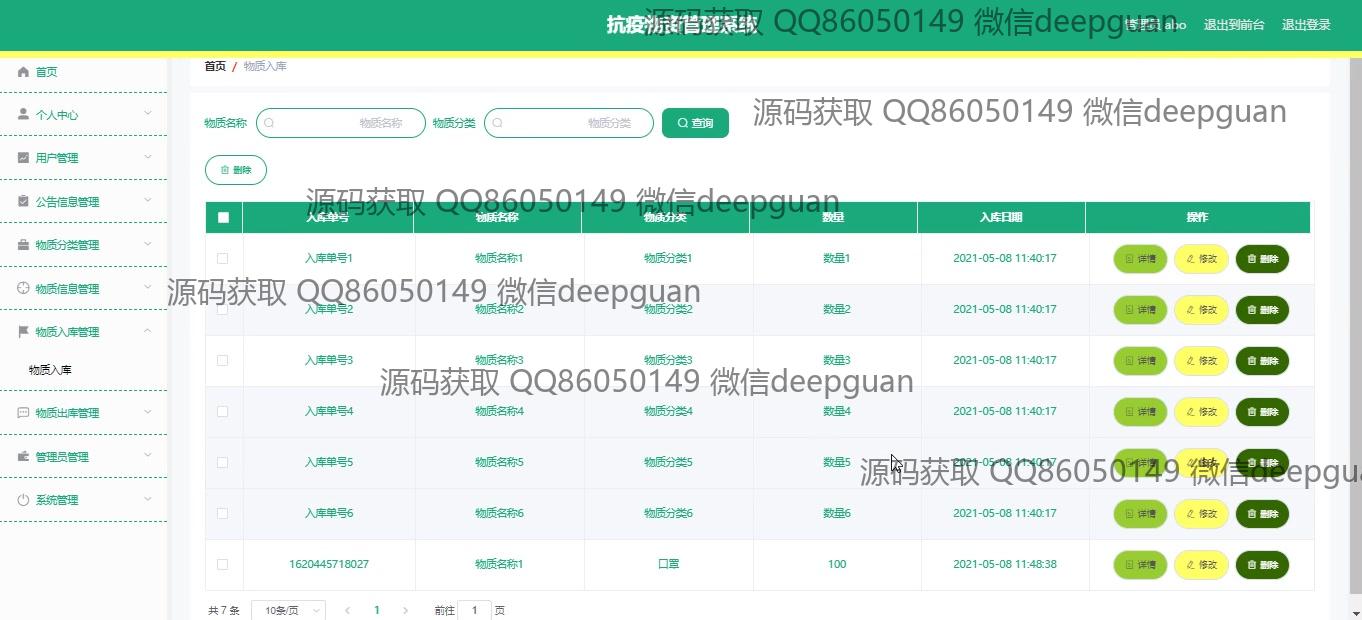 抗疫物资管理系统
管理员 abo 退出到前台 退出登录
源码获取 QQ86050149 微信deepguan
首页 / 物质入库
首页
个人中心
用户管理
公告信息管理
物质分类管理
物质信息管理
物质入库管理
物质入库
物质出库管理
管理员管理
系统管理
物质名称 物质名称 物质分类 物质分类 查询
源码获取 QQ86050149 微信deepguan
删除
源码获取 QQ86050149 微信deepguan
入库单号 物质名称 物质分类 数量 入库日期 操作
入库单号1 物质名称1 物质分类1 数量1 2021-05-08 11:40:17 详情 修改 删除
源码获取 QQ86050149 微信deepguan
入库单号2 物质名称2 物质分类2 数量2 2021-05-08 11:40:17 详情 修改 删除
入库单号3 物质名称3 物质分类3 数量3 2021-05-08 11:40:17 详情 修改 删除
源码获取 QQ86050149 微信deepguan
入库单号4 物质名称4 物质分类4 数量4 2021-05-08 11:40:17 详情 修改 删除
入库单号5 物质名称5 物质分类5 数量5 2021-05-08 11:40:17 详情 修改 删除
源码获取 QQ86050149 微信deepgua
入库单号6 物质名称6 物质分类6 数量6 2021-05-08 11:40:17 详情 修改 删除
1620445718027 物质名称1 口罩 100 2021-05-08 11:48:38 详情 修改 删除
共 7 条 10条/页 1 前往 1 页